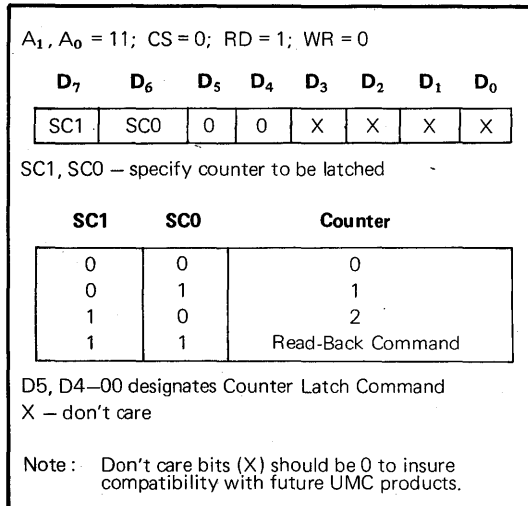 A1, A0 = 11; CS = 0; RD = 1; WR = 0
D7 D6 D5 D4 D3 D2 D1 D0
SC1 SC0 0 0 X X X X
SC1, SC0 — specify counter to be latched
SC1 SC0 Counter
0 0 0
0 1 1
1 0 2
1 1 Read-Back Command
D5, D4—00 designates Counter Latch Command
X — don't care
Note: Don't care bits (X) should be 0 to insure
compatibility with future UMC products.